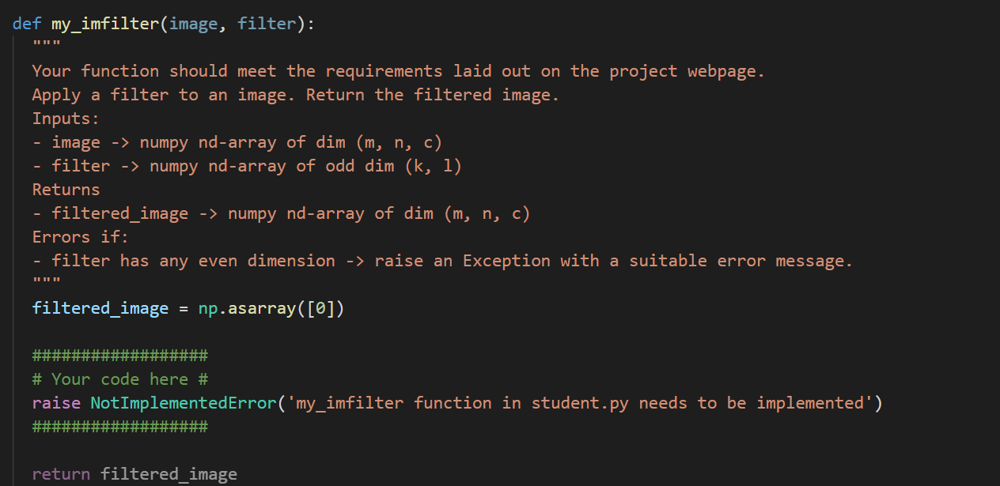 def my_imfilter(image, filter):
"""
Your function should meet the requirements laid out on the project webpage.
Apply a filter to an image. Return the filtered image.
Inputs:
- image -> numpy nd-array of dim (m, n, c)
- filter -> numpy nd-array of odd dim (k, l)
Returns
- filtered_image -> numpy nd-array of dim (m, n, c)
Errors if:
- filter has any even dimension -> raise an Exception with a suitable error message.
"""
filtered_image = np.asarray([0])
##################
# Your code here #
raise NotImplementedError('my_imfilter function in student.py needs to be implemented')
##################
return filtered_image